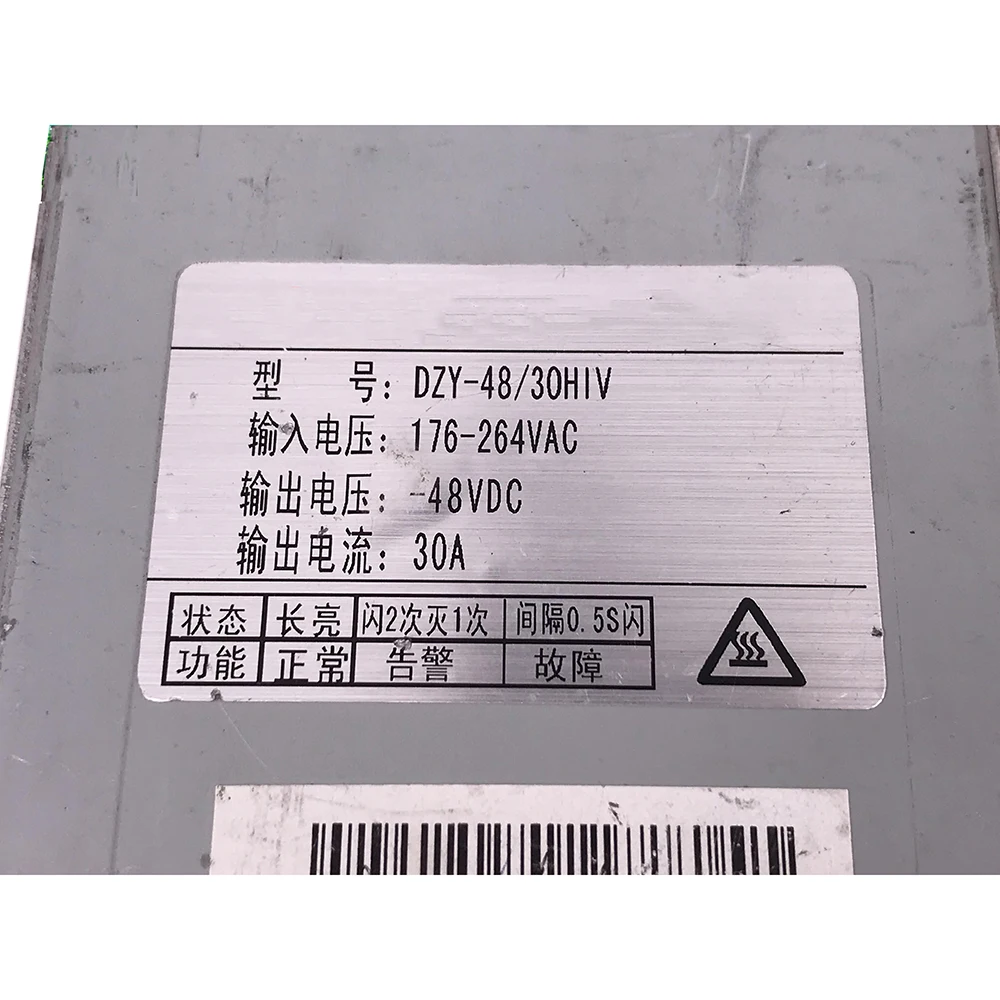 型 号: DZY-48/30HIV
输入电压: 176-264VAC
输出电压: -48VDC
输出电流: 30A
状态 长亮 闪2次灭1次 间隔0.5S闪
功能 正常 告警 故障